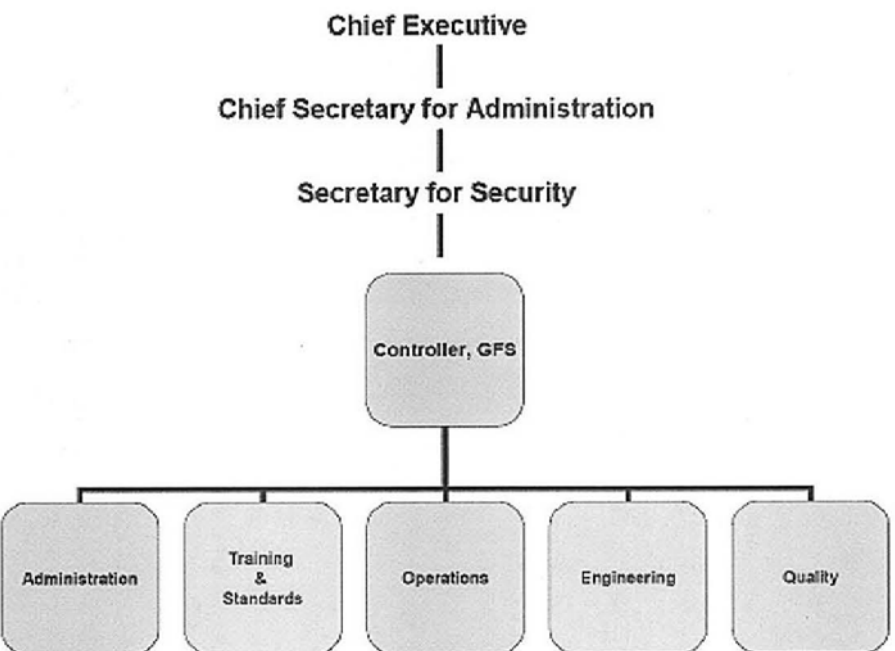 Chief Executive
Chief Secretary for Administration
Secretary for Security
Controller, GFS
Administration
Training
&
Standards
Operations
Engineering
Quality